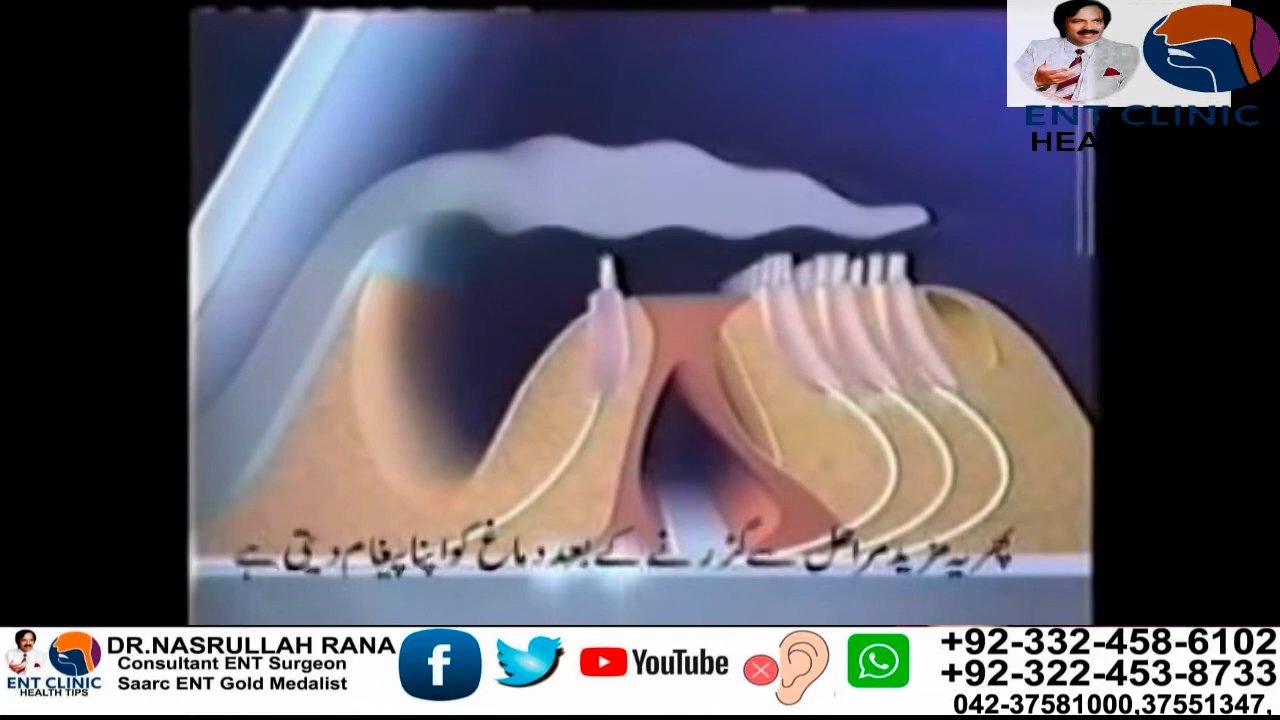 ENT CLINIC
HEA
پھر یہ مزید مراحل سے گزرنے کے بعد دماغ کو اپنا پیغام دیتی ہے
DR.NASRULLAH RANA
Consultant ENT Surgeon
Saarc ENT Gold Medalist
ENT CLINIC
HEALTH TIPS
f
YouTube
+92-332-458-6102
+92-322-453-8733
042-37581000,37551347,